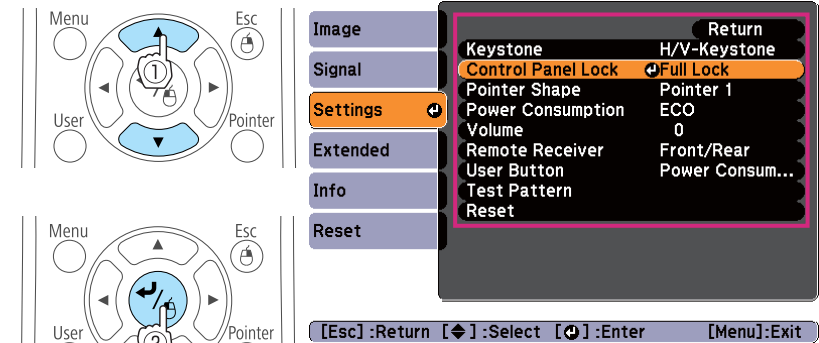 Menu
Esc
1
User
Pointer
Menu
Esc
User
2
Pointer
Image
Signal
Settings
Extended
Info
Reset
Return
Keystone H/V-Keystone
Control Panel Lock Full Lock
Pointer Shape Pointer 1
Power Consumption ECO
Volume 0
Remote Receiver Front/Rear
User Button Power Consum...
Test Pattern
Reset
[Esc] :Return [◆] :Select [⏎] :Enter [Menu]:Exit